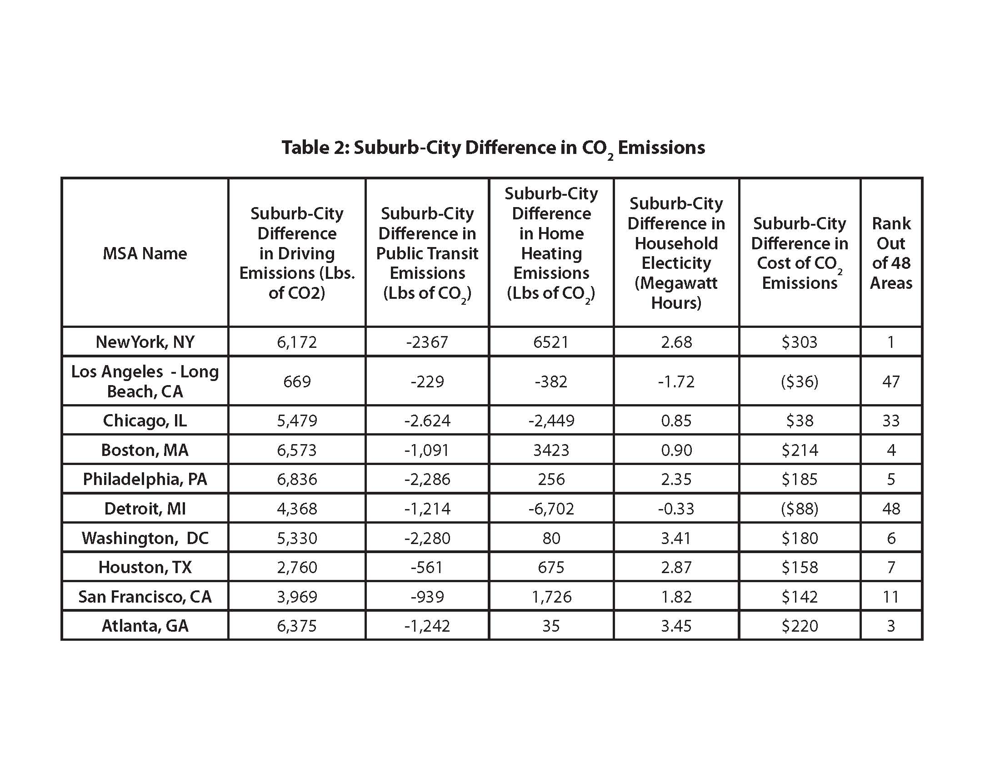 Table 2: Suburb-City Difference in CO₂ Emissions
MSA Name
Suburb-City
Difference
in Driving
Emissions (Lbs.
of CO2)
Suburb-City
Difference in
Public Transit
Emissions
(Lbs of CO₂)
Suburb-City
Difference
in Home
Heating
Emissions
(Lbs of CO₂)
Suburb-City
Difference in
Household
Electicity
(Megawatt
Hours)
Suburb-City
Difference in
Cost of CO₂
Emissions
Rank
Out
of 48
Areas
NewYork, NY 6,172 -2367 6521 2.68 $303 1
Los Angeles - Long
Beach, CA
669 -229 -382 -1.72 ($36) 47
Chicago, IL 5,479 -2.624 -2,449 0.85 $38 33
Boston, MA 6,573 -1,091 3423 0.90 $214 4
Philadelphia, PA 6,836 -2,286 256 2.35 $185 5
Detroit, MI 4,368 -1,214 -6,702 -0.33 ($88) 48
Washington, DC 5,330 -2,280 80 3.41 $180 6
Houston, TX 2,760 -561 675 2.87 $158 7
San Francisco, CA 3,969 -939 1,726 1.82 $142 11
Atlanta, GA 6,375 -1,242 35 3.45 $220 3